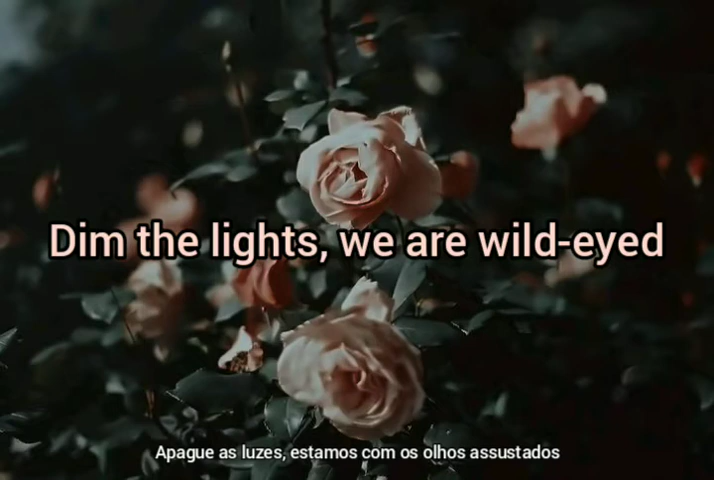 Dim the lights, we are wild-eyed
Apague as luzes, estamos com os olhos assustados